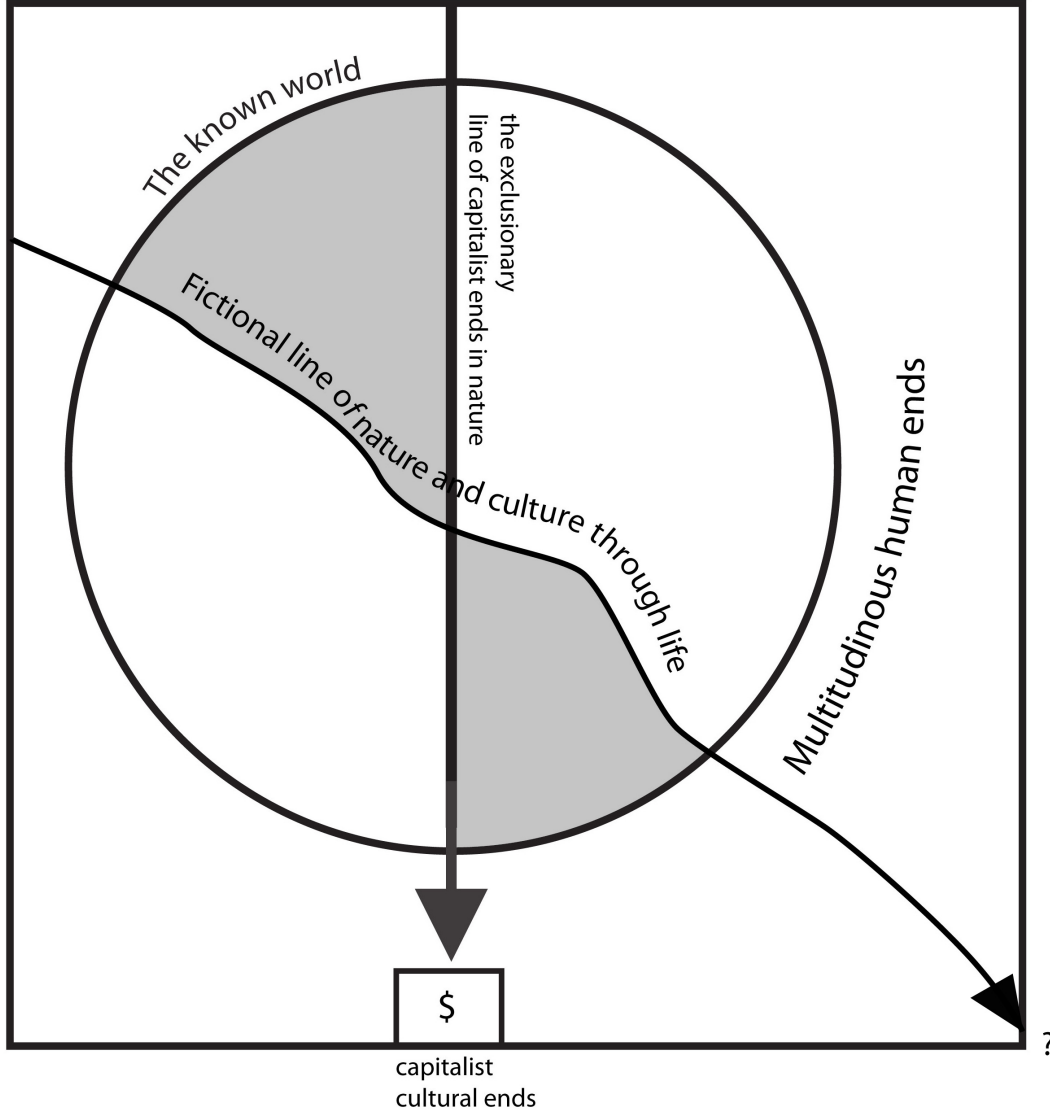 The known world
the exclusionary
line of capitalist ends in nature
Fictional line of nature and culture through life
Multitudinous human ends
$
?
capitalist
cultural ends